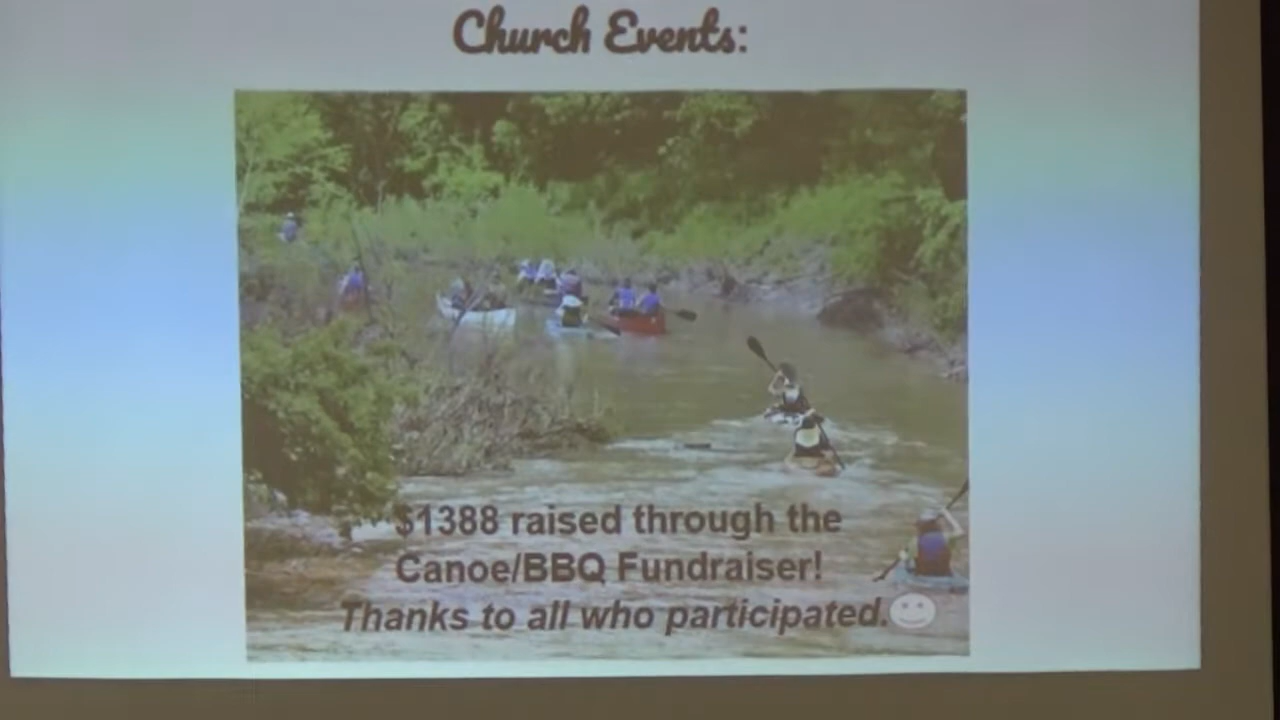 Church Events:
$1388 raised through the
Canoe/BBQ Fundraiser!
Thanks to all who participated.